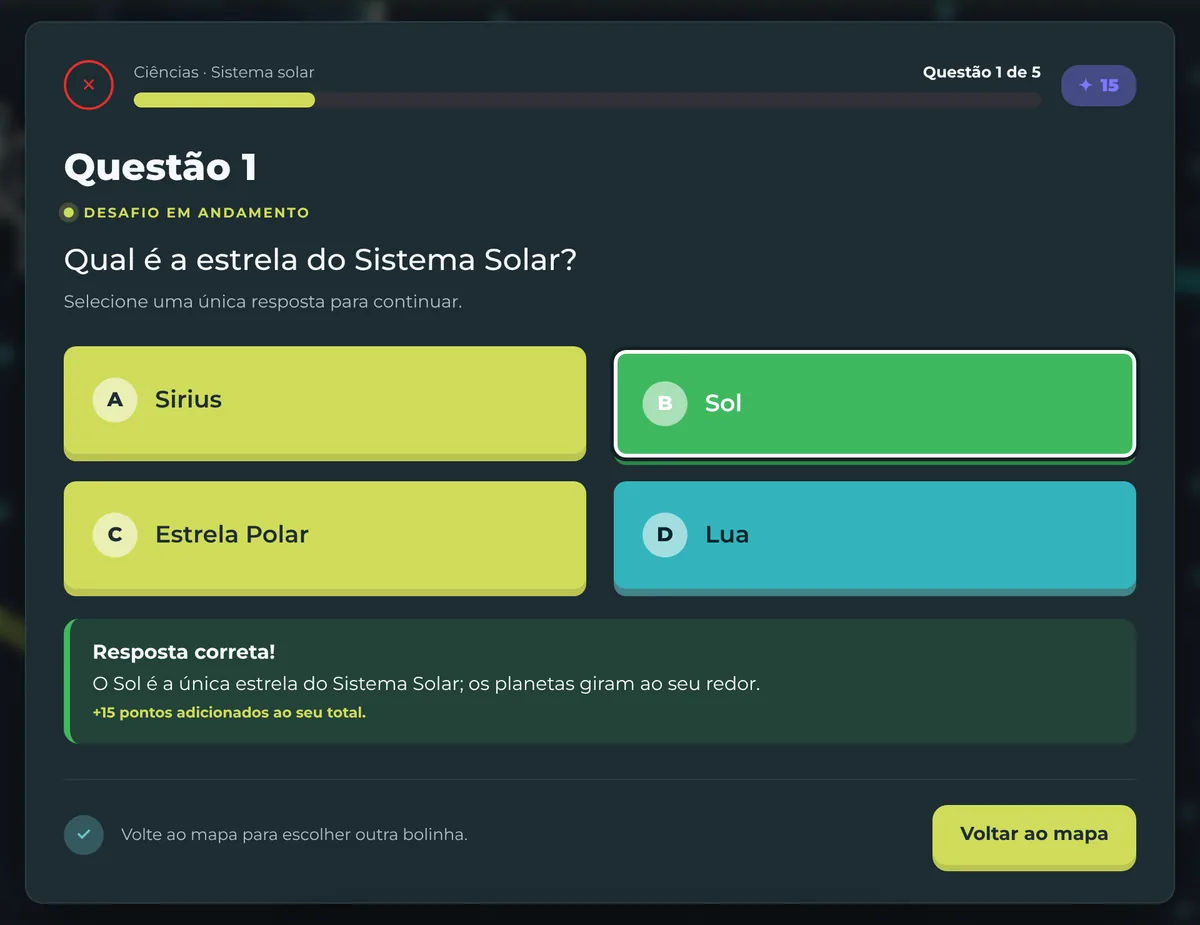 Ciências · Sistema solar
Questão 1 de 5
15
Questão 1
DESAFIO EM ANDAMENTO
Qual é a estrela do Sistema Solar?
Selecione uma única resposta para continuar.
A Sirius
B Sol
C Estrela Polar
D Lua
Resposta correta!
O Sol é a única estrela do Sistema Solar; os planetas giram ao seu redor.
+15 pontos adicionados ao seu total.
Volte ao mapa para escolher outra bolinha.
Voltar ao mapa